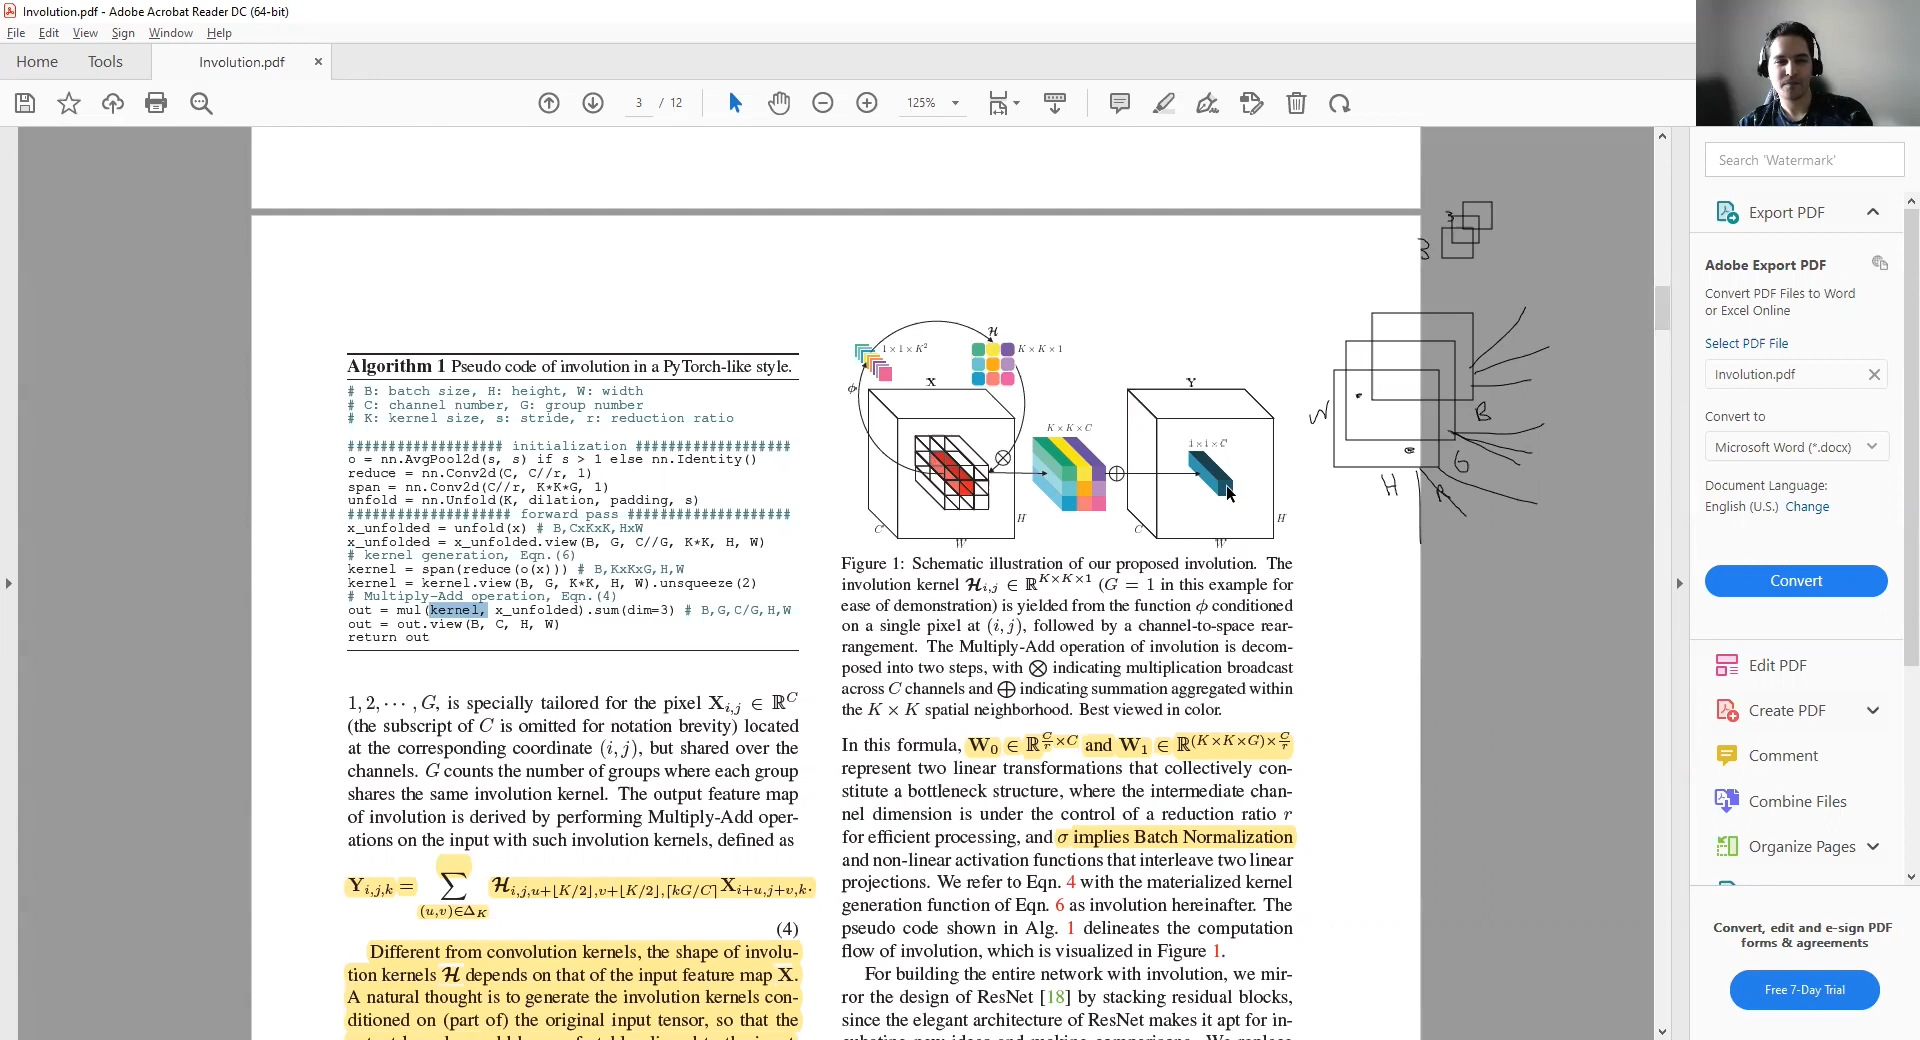 Involution.pdf - Adobe Acrobat Reader DC (64-bit)
File Edit View Sign Window Help
Home Tools Involution.pdf ×
3 / 12 125%
Algorithm 1 Pseudo code of involution in a PyTorch-like style.
# B: batch size, H: height, W: width
# C: channel number, G: group number
# K: kernel size, s: stride, r: reduction ratio
################### initialization ###################
o = nn.AvgPool2d(s, s) if s > 1 else nn.Identity()
reduce = nn.Conv2d(C, C//r, 1)
span = nn.Conv2d(C//r, K*K*G, 1)
unfold = nn.Unfold(K, dilation, padding, s)
#################### forward pass ####################
x_unfolded = unfold(x) # B,CxKxK,HxW
x_unfolded = x_unfolded.view(B, G, C//G, K*K, H, W)
# kernel generation, Eqn.(6)
kernel = span(reduce(o(x))) # B,KxKxG,H,W
kernel = kernel.view(B, G, K*K, H, W).unsqueeze(2)
# Multiply-Add operation, Eqn.(4)
out = mul(kernel, x_unfolded).sum(dim=3) # B,G,C/G,H,W
out = out.view(B, C, H, W)
return out
1, 2, · · · , G, is specially tailored for the pixel X_{i,j} ∈ ℝ^C
(the subscript of C is omitted for notation brevity) located
at the corresponding coordinate (i, j), but shared over the
channels. G counts the number of groups where each group
shares the same involution kernel. The output feature map
of involution is derived by performing Multiply-Add oper-
ations on the input with such involution kernels, defined as
Y_{i,j,k} = ∑_{(u,v)∈Δ_K} ℋ_{i,j,u+⌊K/2⌋,v+⌊K/2⌋,⌈kG/C⌉} X_{i+u,j+v,k}.
(4)
Different from convolution kernels, the shape of involu-
tion kernels ℋ depends on that of the input feature map X.
A natural thought is to generate the involution kernels con-
ditioned on (part of) the original input tensor, so that the
ℋ
1 × 1 × K²
K × K × 1
ϕ
X
Y
K × K × C
1 × 1 × C
C
W
H
C
W
H
Figure 1: Schematic illustration of our proposed involution. The
involution kernel ℋ_{i,j} ∈ ℝ^{K×K×1} (G = 1 in this example for
ease of demonstration) is yielded from the function ϕ conditioned
on a single pixel at (i, j), followed by a channel-to-space rear-
rangement. The Multiply-Add operation of involution is decom-
posed into two steps, with ⊗ indicating multiplication broadcast
across C channels and ⊕ indicating summation aggregated within
the K × K spatial neighborhood. Best viewed in color.
In this formula, W₀ ∈ ℝ^{C/r×C} and W₁ ∈ ℝ^{(K×K×G)×C/r}
represent two linear transformations that collectively con-
stitute a bottleneck structure, where the intermediate chan-
nel dimension is under the control of a reduction ratio r
for efficient processing, and σ implies Batch Normalization
and non-linear activation functions that interleave two linear
projections. We refer to Eqn. 4 with the materialized kernel
generation function of Eqn. 6 as involution hereinafter. The
pseudo code shown in Alg. 1 delineates the computation
flow of involution, which is visualized in Figure 1.
For building the entire network with involution, we mir-
ror the design of ResNet [18] by stacking residual blocks,
since the elegant architecture of ResNet makes it apt for in-
3
3
W
B
G
H
R
Search 'Watermark'
Export PDF
Adobe Export PDF
Convert PDF Files to Word
or Excel Online
Select PDF File
Involution.pdf
Convert to
Microsoft Word (*.docx)
Document Language:
English (U.S.) Change
Convert
Edit PDF
Create PDF
Comment
Combine Files
Organize Pages
Convert, edit and e-sign PDF
forms & agreements
Free 7-Day Trial